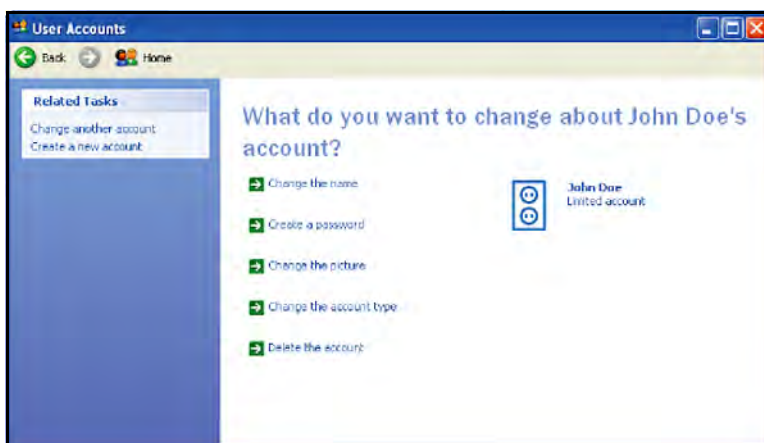 User Accounts
Back
Home
Related Tasks
Change another account
Create a new account
What do you want to change about John Doe's
account?
Change the name
Create a password
Change the picture
Change the account type
Delete the account
John Doe
Limited account